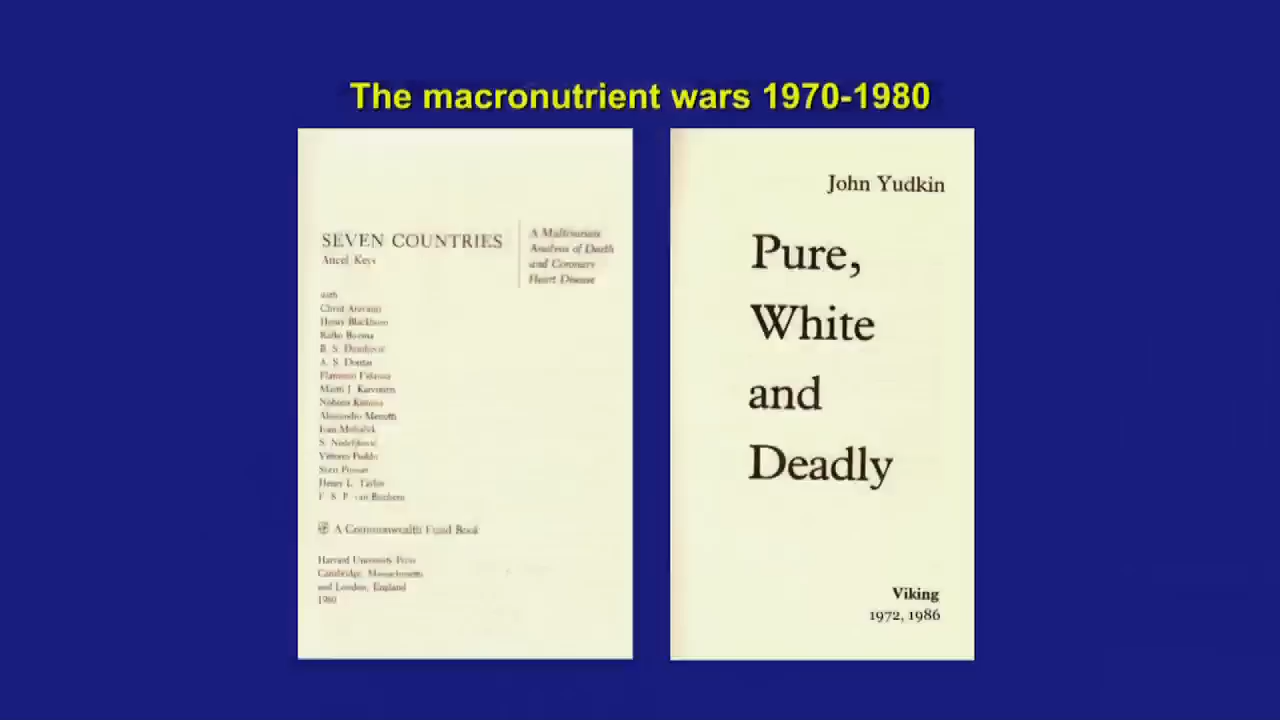 The macronutrient wars 1970-1980
SEVEN COUNTRIES
Ancel Keys
A Multivariate
Analysis of Death
and Coronary
Heart Disease
with
Christ Aravanis
Henry Blackburn
Ratko Buzina
B. S. Djordjević
A. S. Dontas
Flaminio Fidanza
Martti J. Karvonen
Noboru Kimura
Alessandro Menotti
Ivan Mohaček
S. Nedeljković
Vittorio Puddu
Sven Punsar
Henry L. Taylor
F. S. P. van Buchem
A Commonwealth Fund Book
Harvard University Press
Cambridge, Massachusetts
and London, England
1980
John Yudkin
Pure,
White
and
Deadly
Viking
1972, 1986